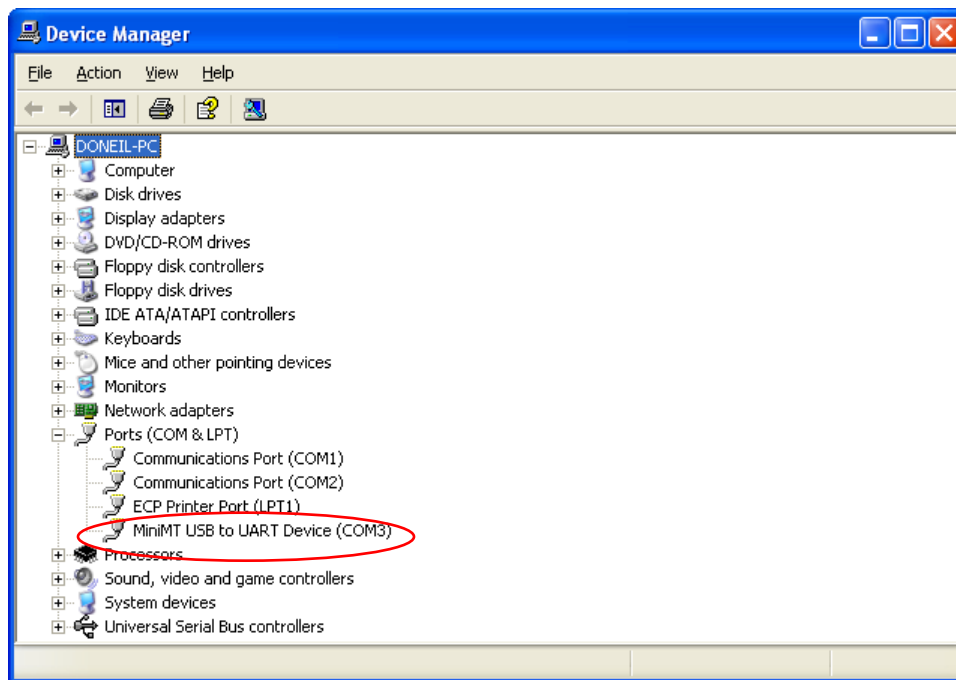 Device Manager
File Action View Help
DONEIL-PC
Computer
Disk drives
Display adapters
DVD/CD-ROM drives
Floppy disk controllers
Floppy disk drives
IDE ATA/ATAPI controllers
Keyboards
Mice and other pointing devices
Monitors
Network adapters
Ports (COM & LPT)
Communications Port (COM1)
Communications Port (COM2)
ECP Printer Port (LPT1)
MiniMT USB to UART Device (COM3)
Processors
Sound, video and game controllers
System devices
Universal Serial Bus controllers